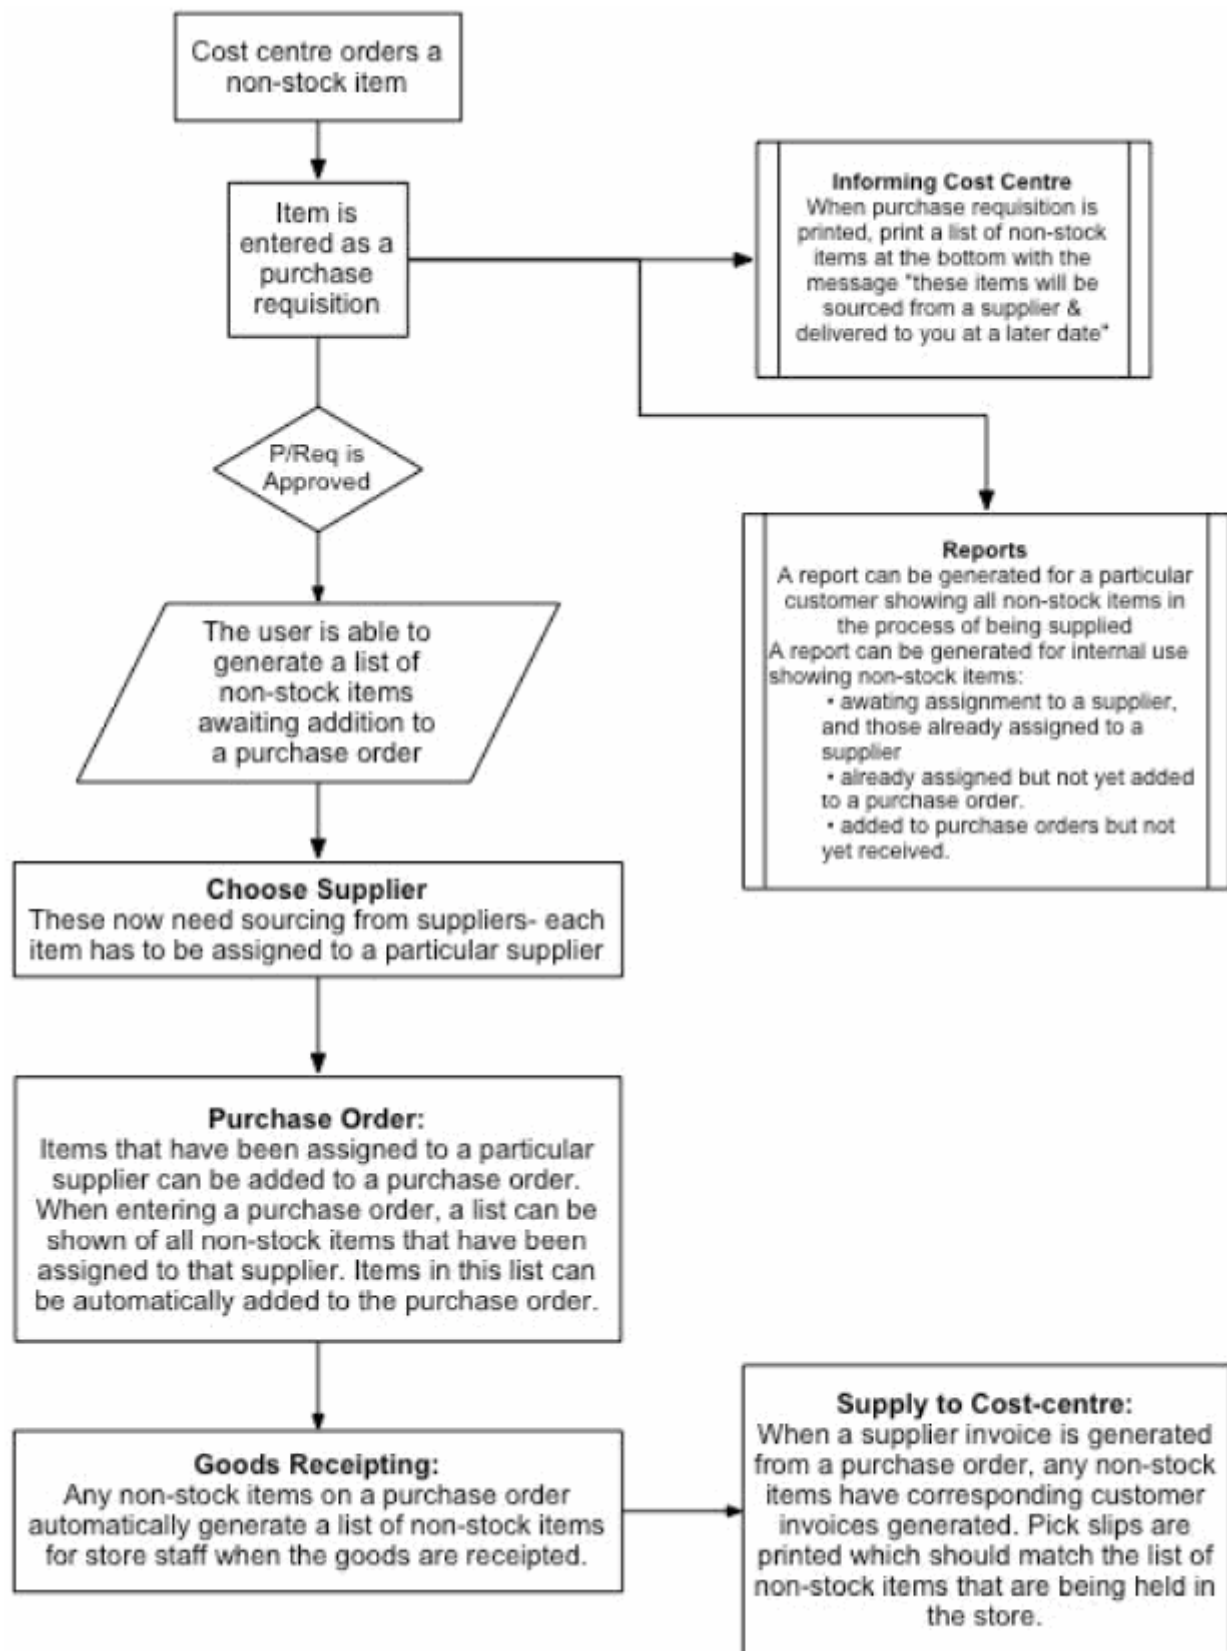 Cost centre orders a
non-stock item
Item is
entered as a
purchase
requisition
Informing Cost Centre
When purchase requisition is
printed, print a list of non-stock
items at the bottom with the
message "these items will be
sourced from a supplier &
delivered to you at a later date"
P/Req is
Approved
Reports
A report can be generated for a particular
customer showing all non-stock items in
the process of being supplied
A report can be generated for internal use
showing non-stock items:
• awating assignment to a supplier,
and those already assigned to a
supplier
• already assigned but not yet added
to a purchase order.
• added to purchase orders but not
yet received.
The user is able to
generate a list of
non-stock items
awaiting addition to
a purchase order
Choose Supplier
These now need sourcing from suppliers- each
item has to be assigned to a particular supplier
Purchase Order:
Items that have been assigned to a particular
supplier can be added to a purchase order.
When entering a purchase order, a list can be
shown of all non-stock items that have been
assigned to that supplier. Items in this list can
be automatically added to the purchase order.
Goods Receipting:
Any non-stock items on a purchase order
automatically generate a list of non-stock items
for store staff when the goods are receipted.
Supply to Cost-centre:
When a supplier invoice is generated
from a purchase order, any non-stock
items have corresponding customer
invoices generated. Pick slips are
printed which should match the list of
non-stock items that are being held in
the store.